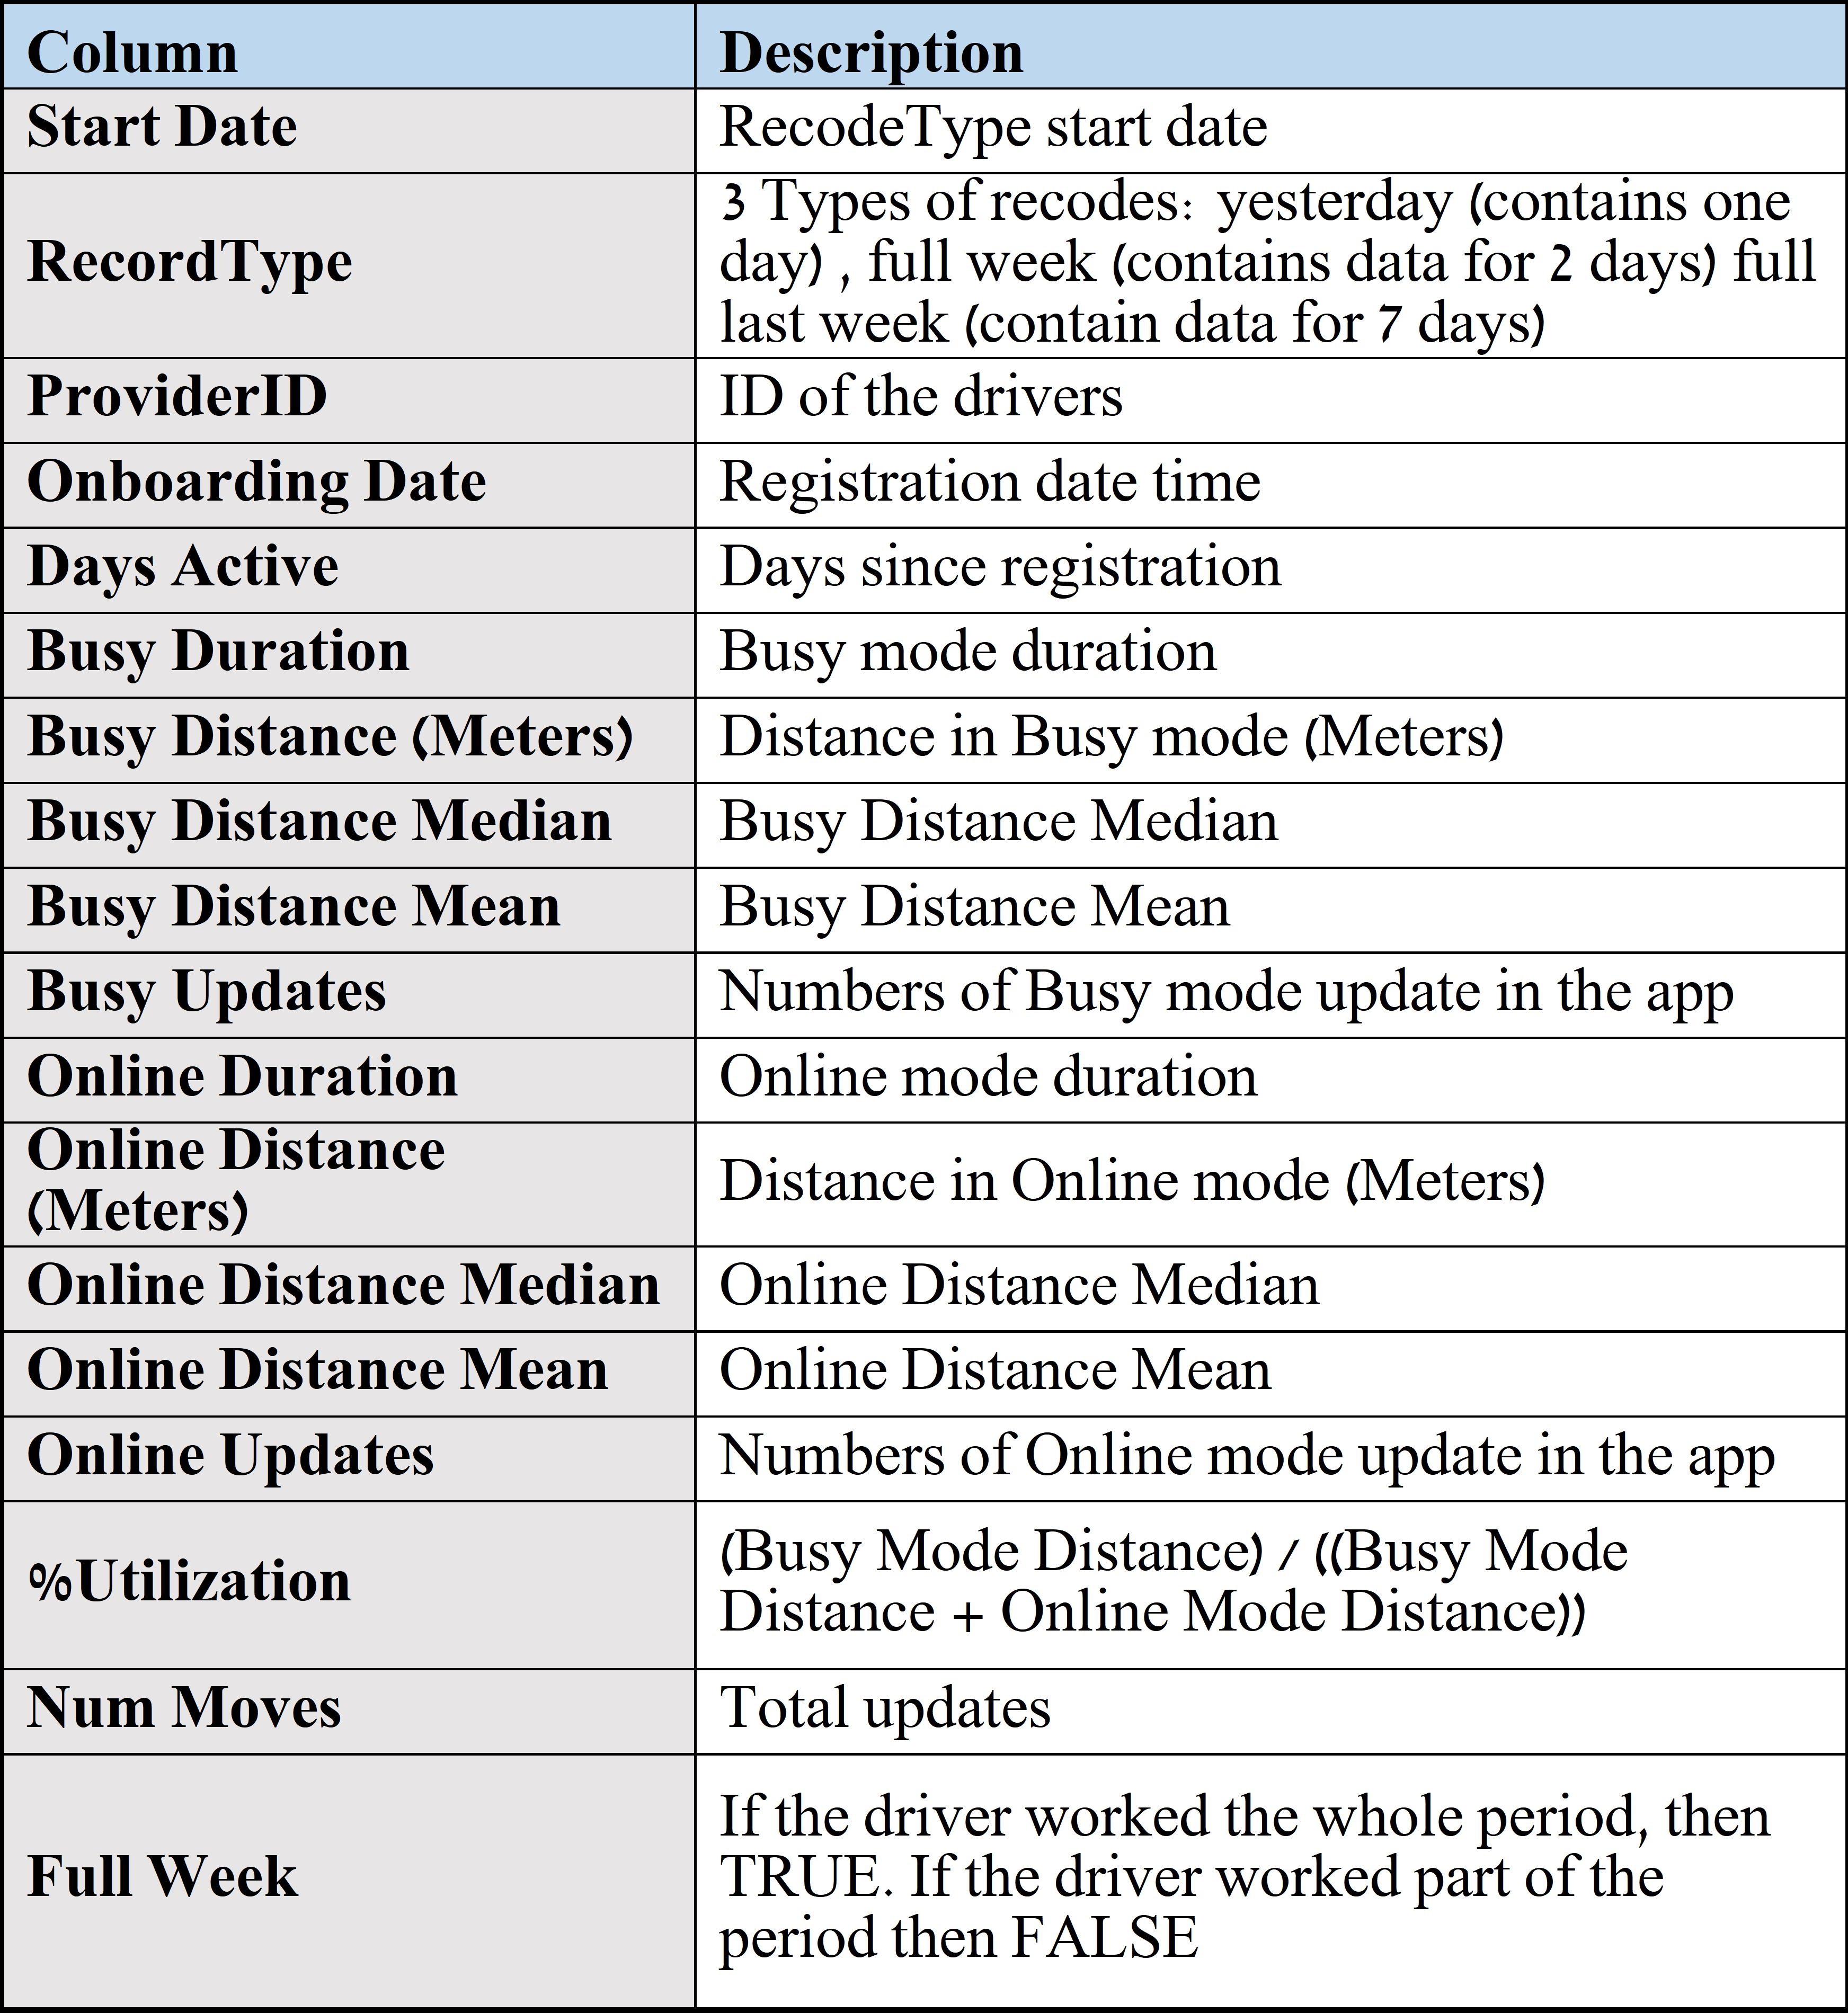 Column Description
Start Date RecodeType start date
RecordType
3 Types of recodes: yesterday (contains one
day) , full week (contains data for 2 days) full
last week (contain data for 7 days)
ProviderID ID of the drivers
Onboarding Date Registration date time
Days Active Days since registration
Busy Duration Busy mode duration
Busy Distance (Meters) Distance in Busy mode (Meters)
Busy Distance Median Busy Distance Median
Busy Distance Mean Busy Distance Mean
Busy Updates Numbers of Busy mode update in the app
Online Duration Online mode duration
Online Distance
(Meters)
Distance in Online mode (Meters)
Online Distance Median Online Distance Median
Online Distance Mean Online Distance Mean
Online Updates Numbers of Online mode update in the app
%Utilization
(Busy Mode Distance) / ((Busy Mode
Distance + Online Mode Distance))
Num Moves Total updates
Full Week
If the driver worked the whole period, then
TRUE. If the driver worked part of the
period then FALSE